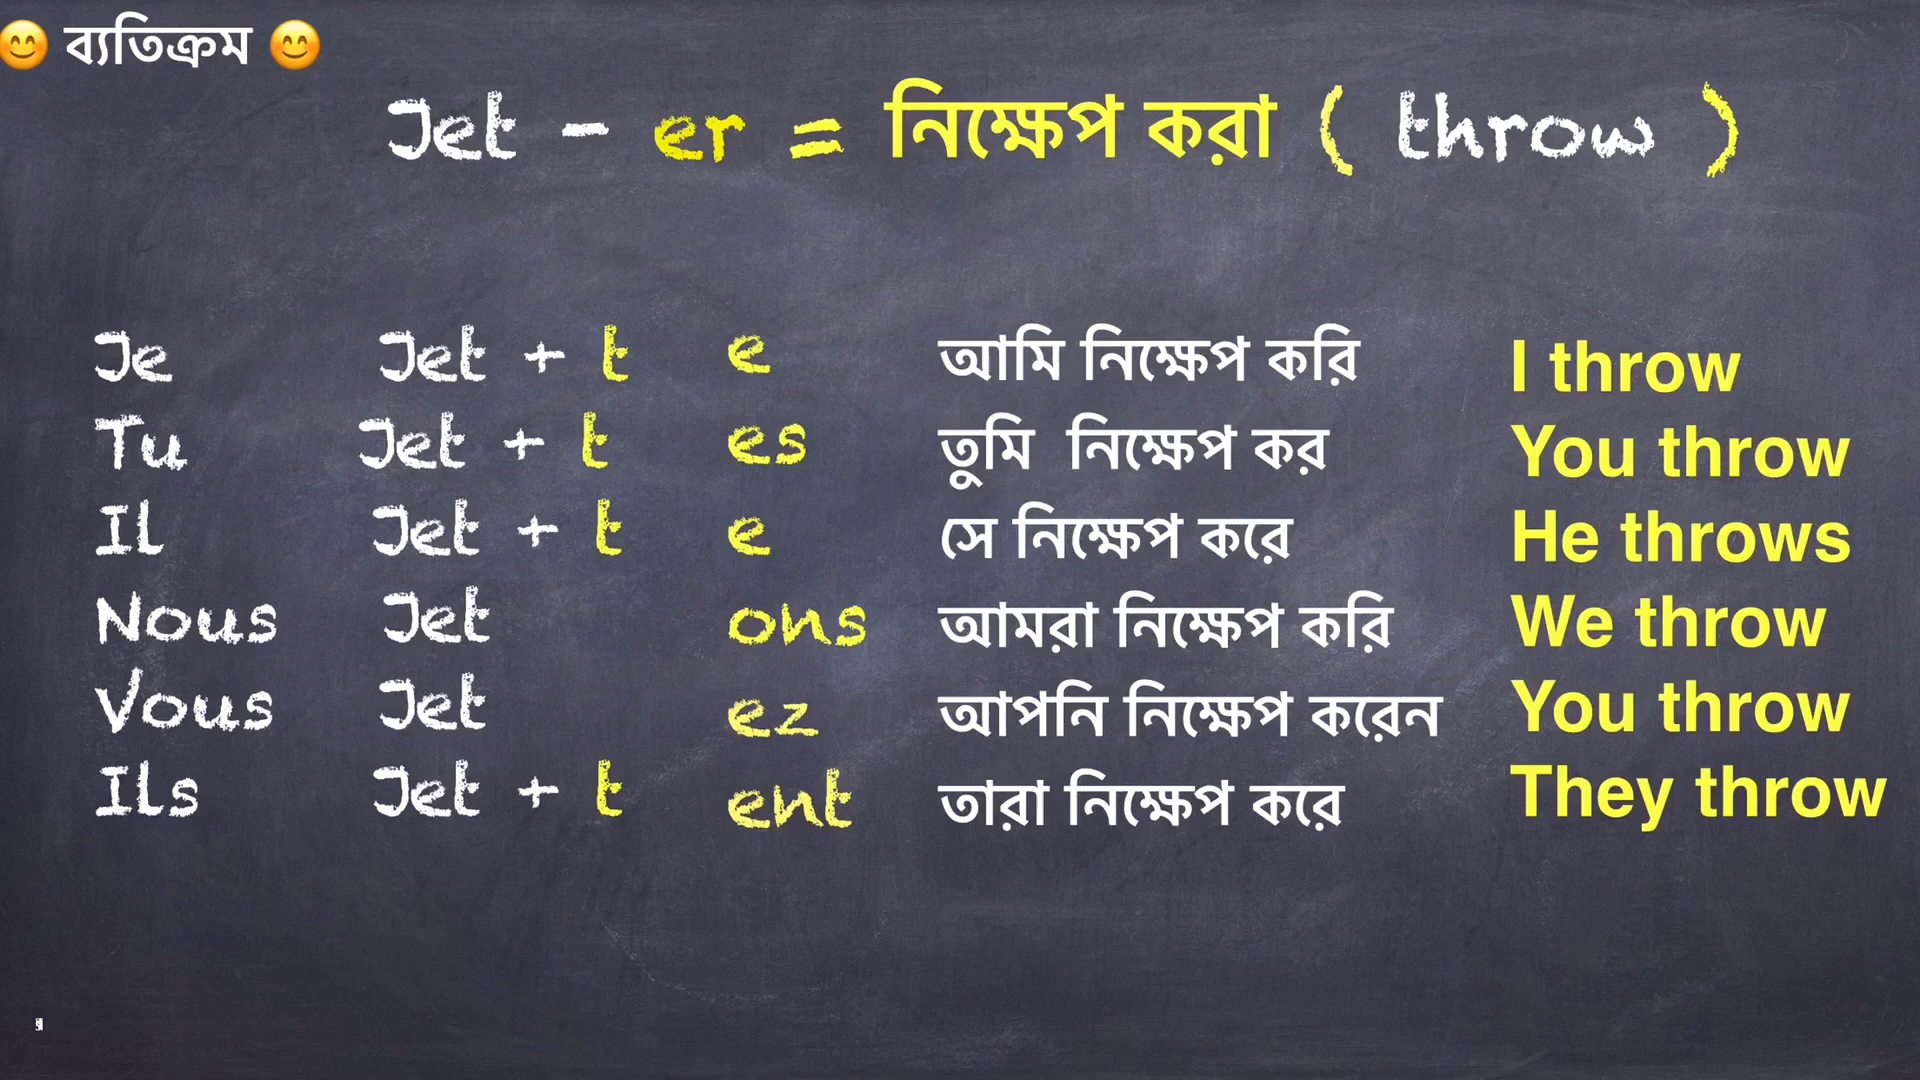 😊 ব্যতিক্রম 😊
Jet - er = নিক্ষেপ করা ( throw )
Je Jet + t e আমি নিক্ষেপ করি I throw
Tu Jet + t es তুমি নিক্ষেপ কর You throw
Il Jet + t e সে নিক্ষেপ করে He throws
Nous Jet ons আমরা নিক্ষেপ করি We throw
Vous Jet ez আপনি নিক্ষেপ করেন You throw
Ils Jet + t ent তারা নিক্ষেপ করে They throw